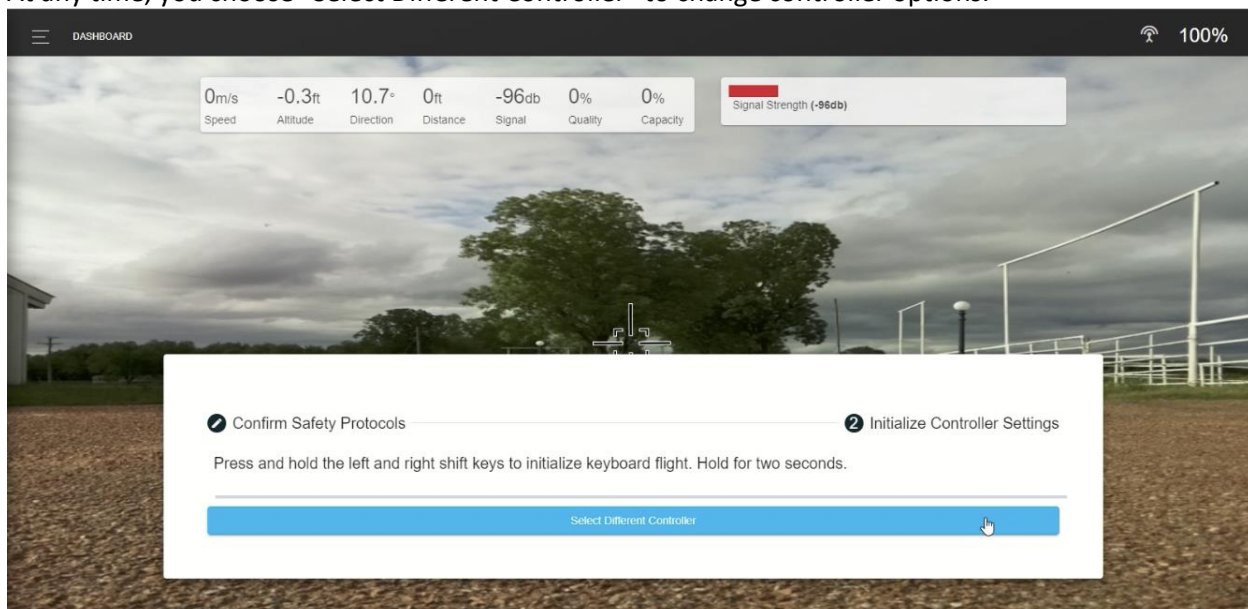 At any time, you choose "Select Different Controller" to change controller options.
DASHBOARD
100%
0m/s -0.3ft 10.7° 0ft -96db 0% 0%
Speed Altitude Direction Distance Signal Quality Capacity
Signal Strength (-96db)
Confirm Safety Protocols
2 Initialize Controller Settings
Press and hold the left and right shift keys to initialize keyboard flight. Hold for two seconds.
Select Different Controller